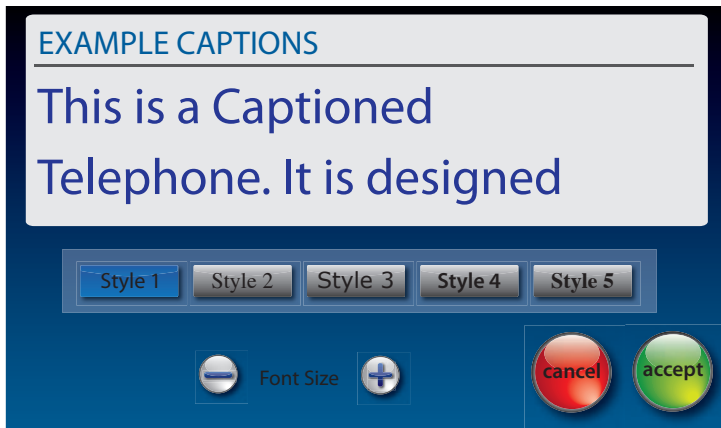 EXAMPLE CAPTIONS
This is a Captioned
Telephone. It is designed
Style 1 Style 2 Style 3 Style 4 Style 5
Font Size
cancel accept